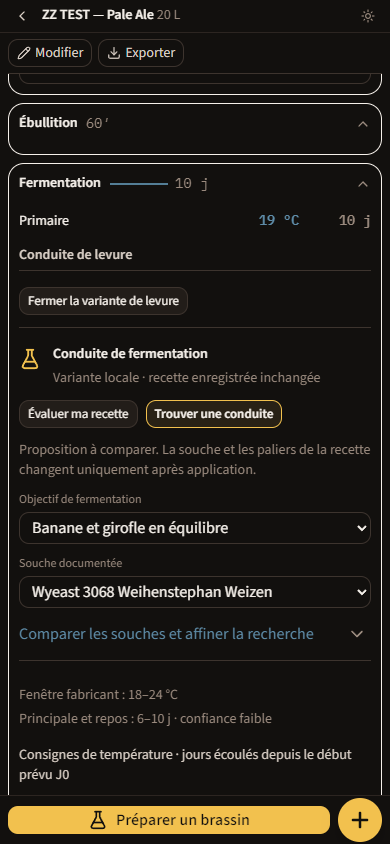 ZZ TEST — Pale Ale 20 L
Modifier
Exporter
Ébullition 60′
Fermentation 10 j
Primaire 19 °C 10 j
Conduite de levure
Fermer la variante de levure
Conduite de fermentation
Variante locale · recette enregistrée inchangée
Évaluer ma recette
Trouver une conduite
Proposition à comparer. La souche et les paliers de la recette
changent uniquement après application.
Objectif de fermentation
Banane et girofle en équilibre
Souche documentée
Wyeast 3068 Weihenstephan Weizen
Comparer les souches et affiner la recherche
Fenêtre fabricant : 18–24 °C
Principale et repos : 6–10 j · confiance faible
Consignes de température · jours écoulés depuis le début
prévu J0
Préparer un brassin